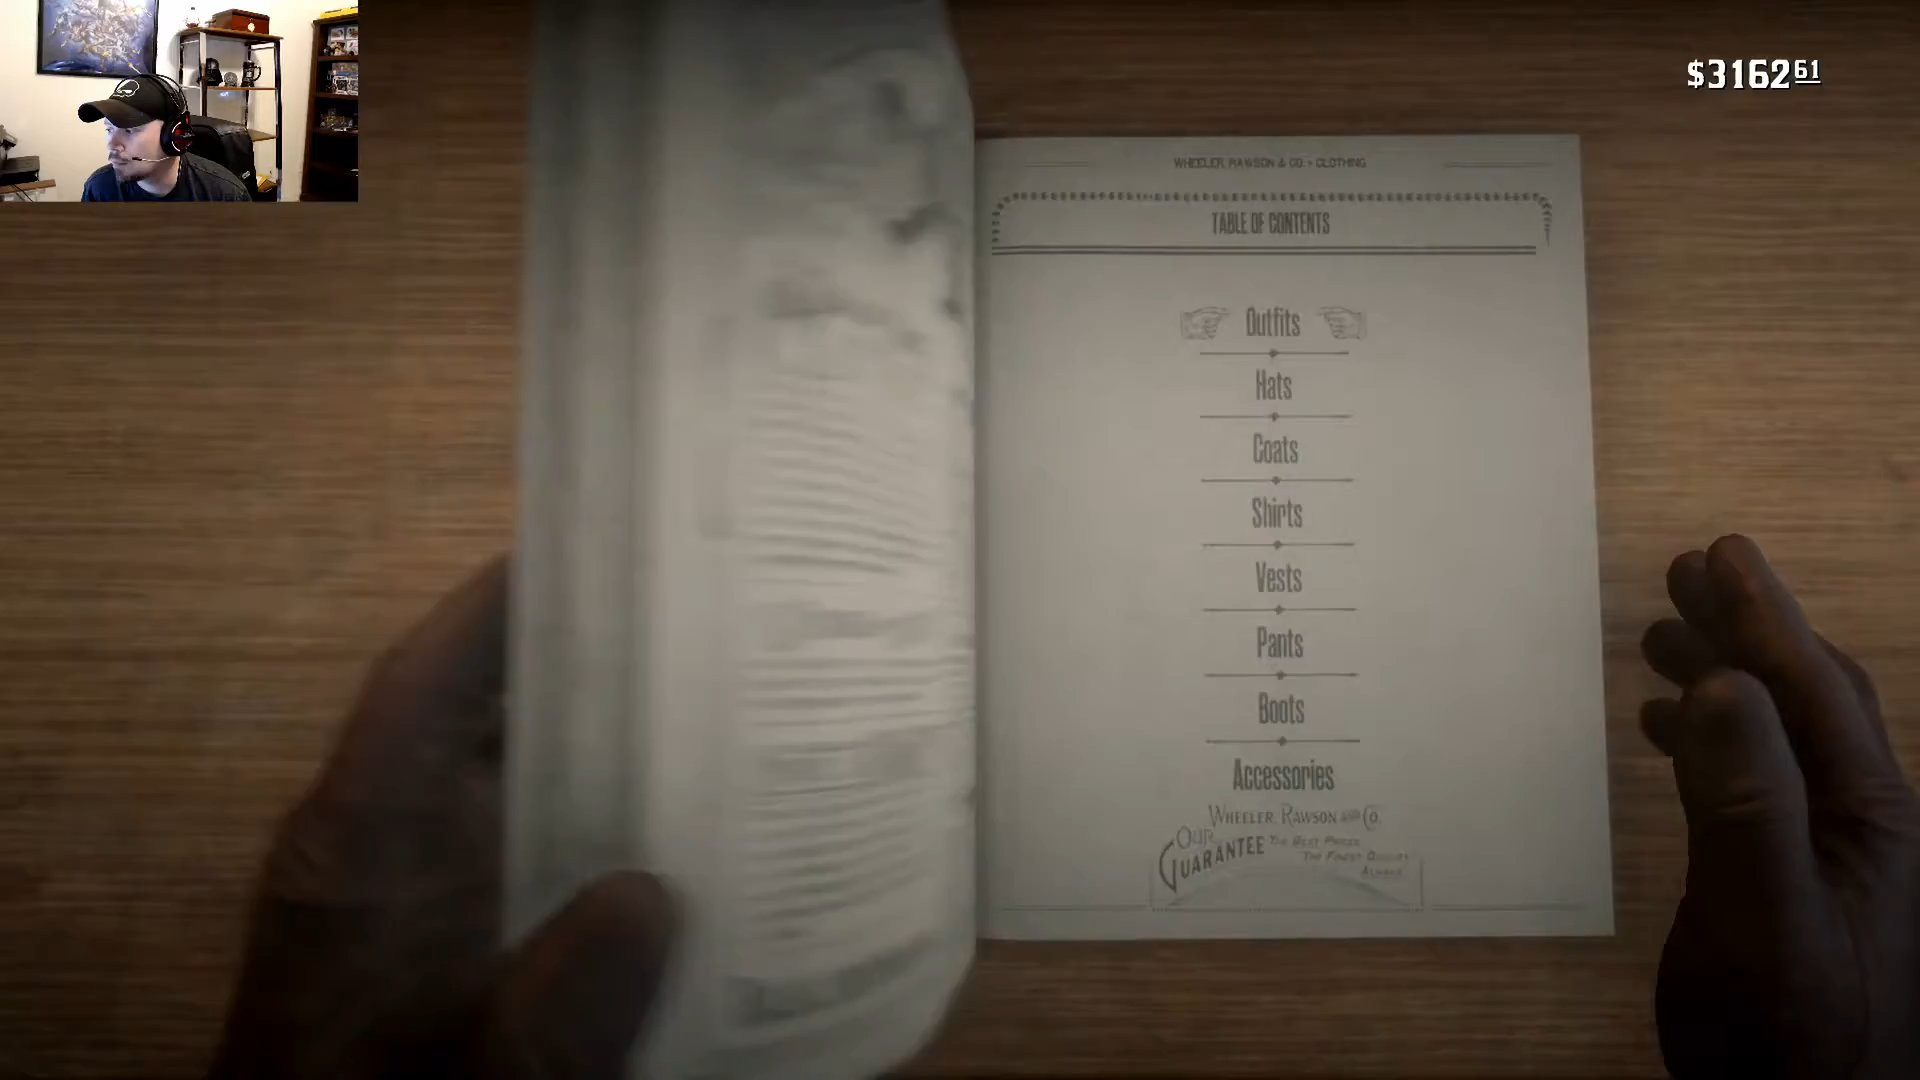 $3162 61
WHEELER, RAWSON & CO. • CLOTHING
TABLE OF CONTENTS
Outfits
Hats
Coats
Shirts
Vests
Pants
Boots
Accessories
WHEELER, RAWSON AND CO.
OUR GUARANTEE
THE BEST PRICES
THE FINEST QUALITY
ALWAYS